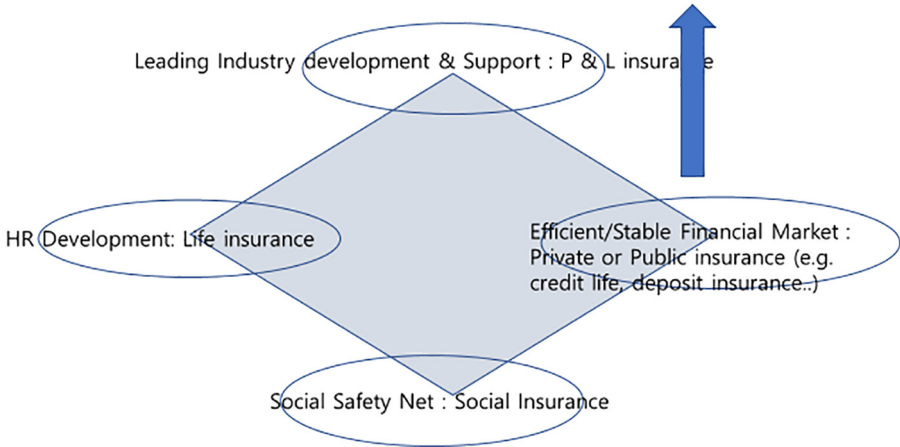 Leading Industry development & Support : P & L insurance
HR Development: Life insurance
Efficient/Stable Financial Market :
Private or Public insurance (e.g.
credit life, deposit insurance..)
Social Safety Net : Social Insurance